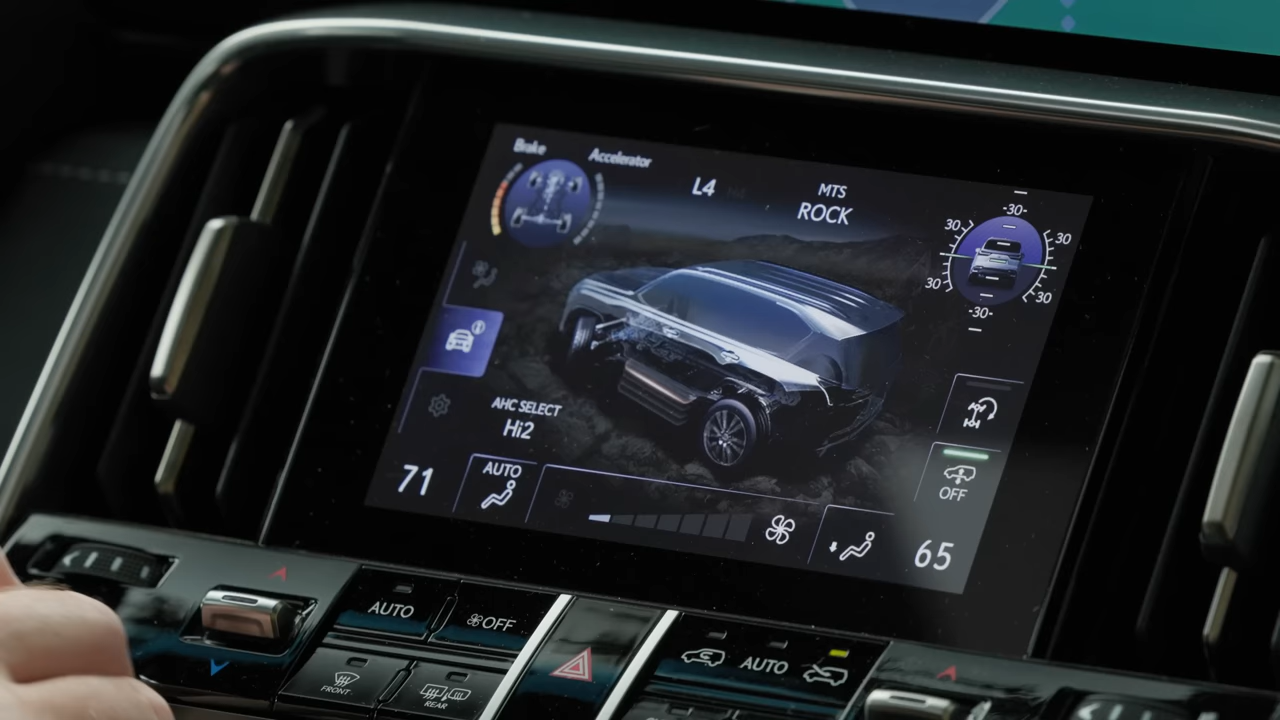 Brake
Accelerator
L4
MTS
ROCK
-30-
30
30
30
30
-30-
AHC SELECT
Hi2
OFF
71
AUTO
65
AUTO
OFF
AUTO
FRONT
REAR